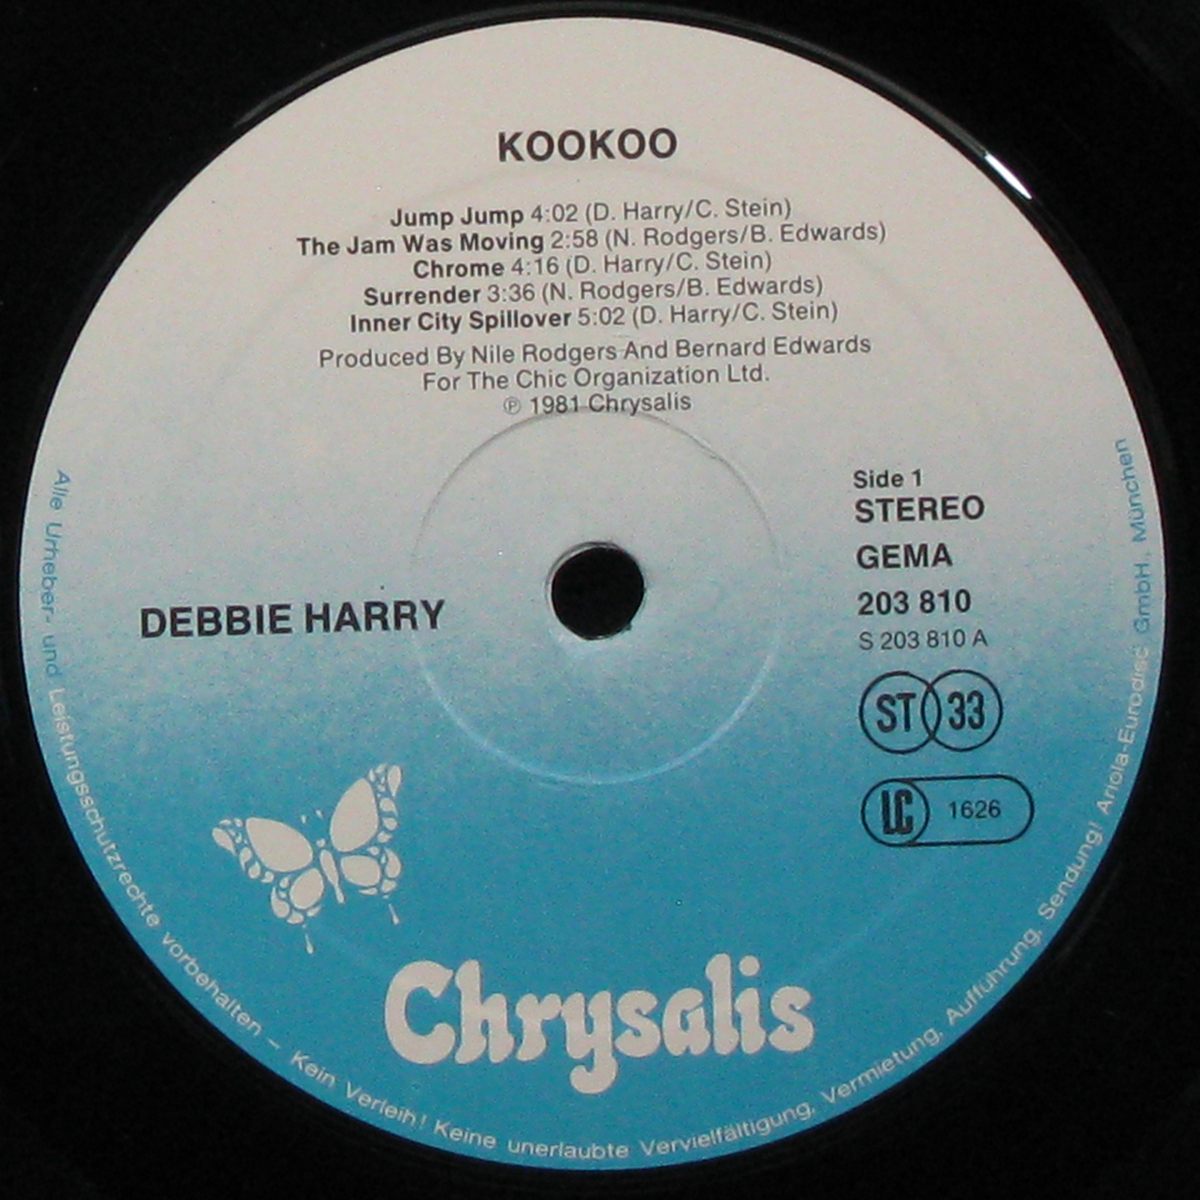 KOOKOO
Jump Jump 4:02 (D. Harry/C. Stein)
The Jam Was Moving 2:58 (N. Rodgers/B. Edwards)
Chrome 4:16 (D. Harry/C. Stein)
Surrender 3:36 (N. Rodgers/B. Edwards)
Inner City Spillover 5:02 (D. Harry/C. Stein)
Produced By Nile Rodgers And Bernard Edwards
For The Chic Organization Ltd.
℗ 1981 Chrysalis
Side 1
STEREO
GEMA
203 810
S 203 810 A
DEBBIE HARRY
ST 33
LC 1626
Chrysalis
Alle Urheber- und Leistungsschutzrechte vorbehalten – Kein Verleih! Keine unerlaubte Vervielfältigung, Vermietung, Aufführung, Sendung! Ariola-Eurodisc GmbH, München